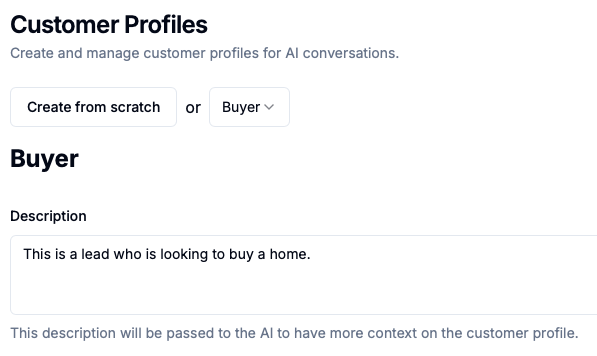 Customer Profiles
Create and manage customer profiles for AI conversations.
Create from scratch or Buyer
Buyer
Description
This is a lead who is looking to buy a home.
This description will be passed to the AI to have more context on the customer profile.